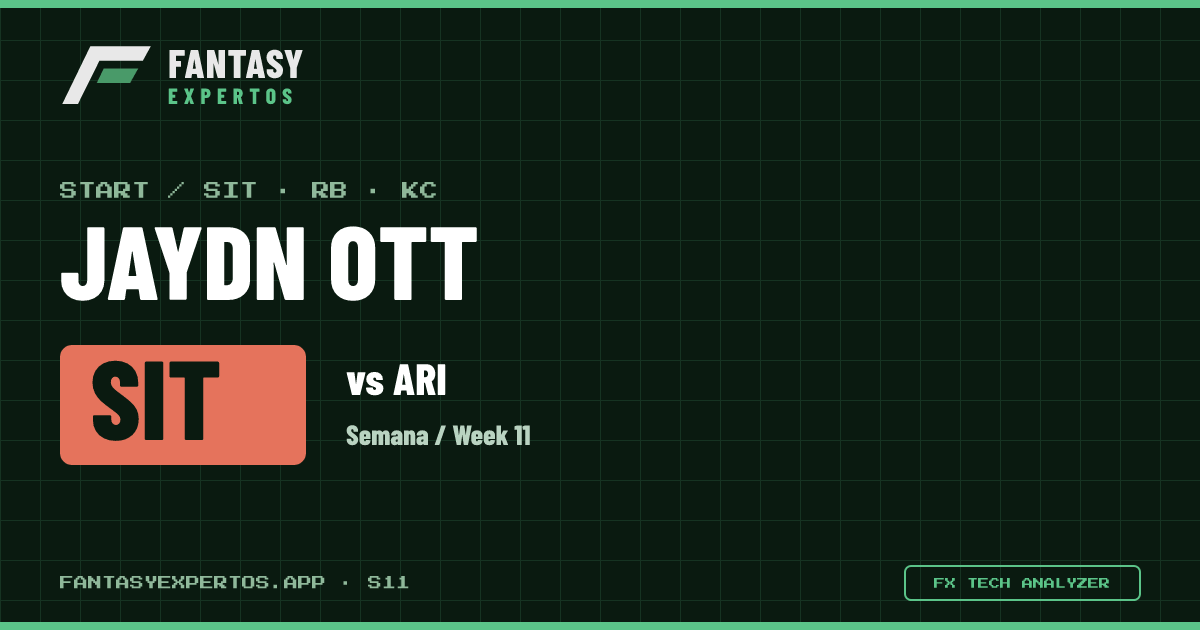 FANTASY
EXPERTOS
START / SIT · RB · KC
JAYDN OTT
SIT
vs ARI
Semana / Week 11
FANTASYEXPERTOS.APP · S11
FX TECH ANALYZER